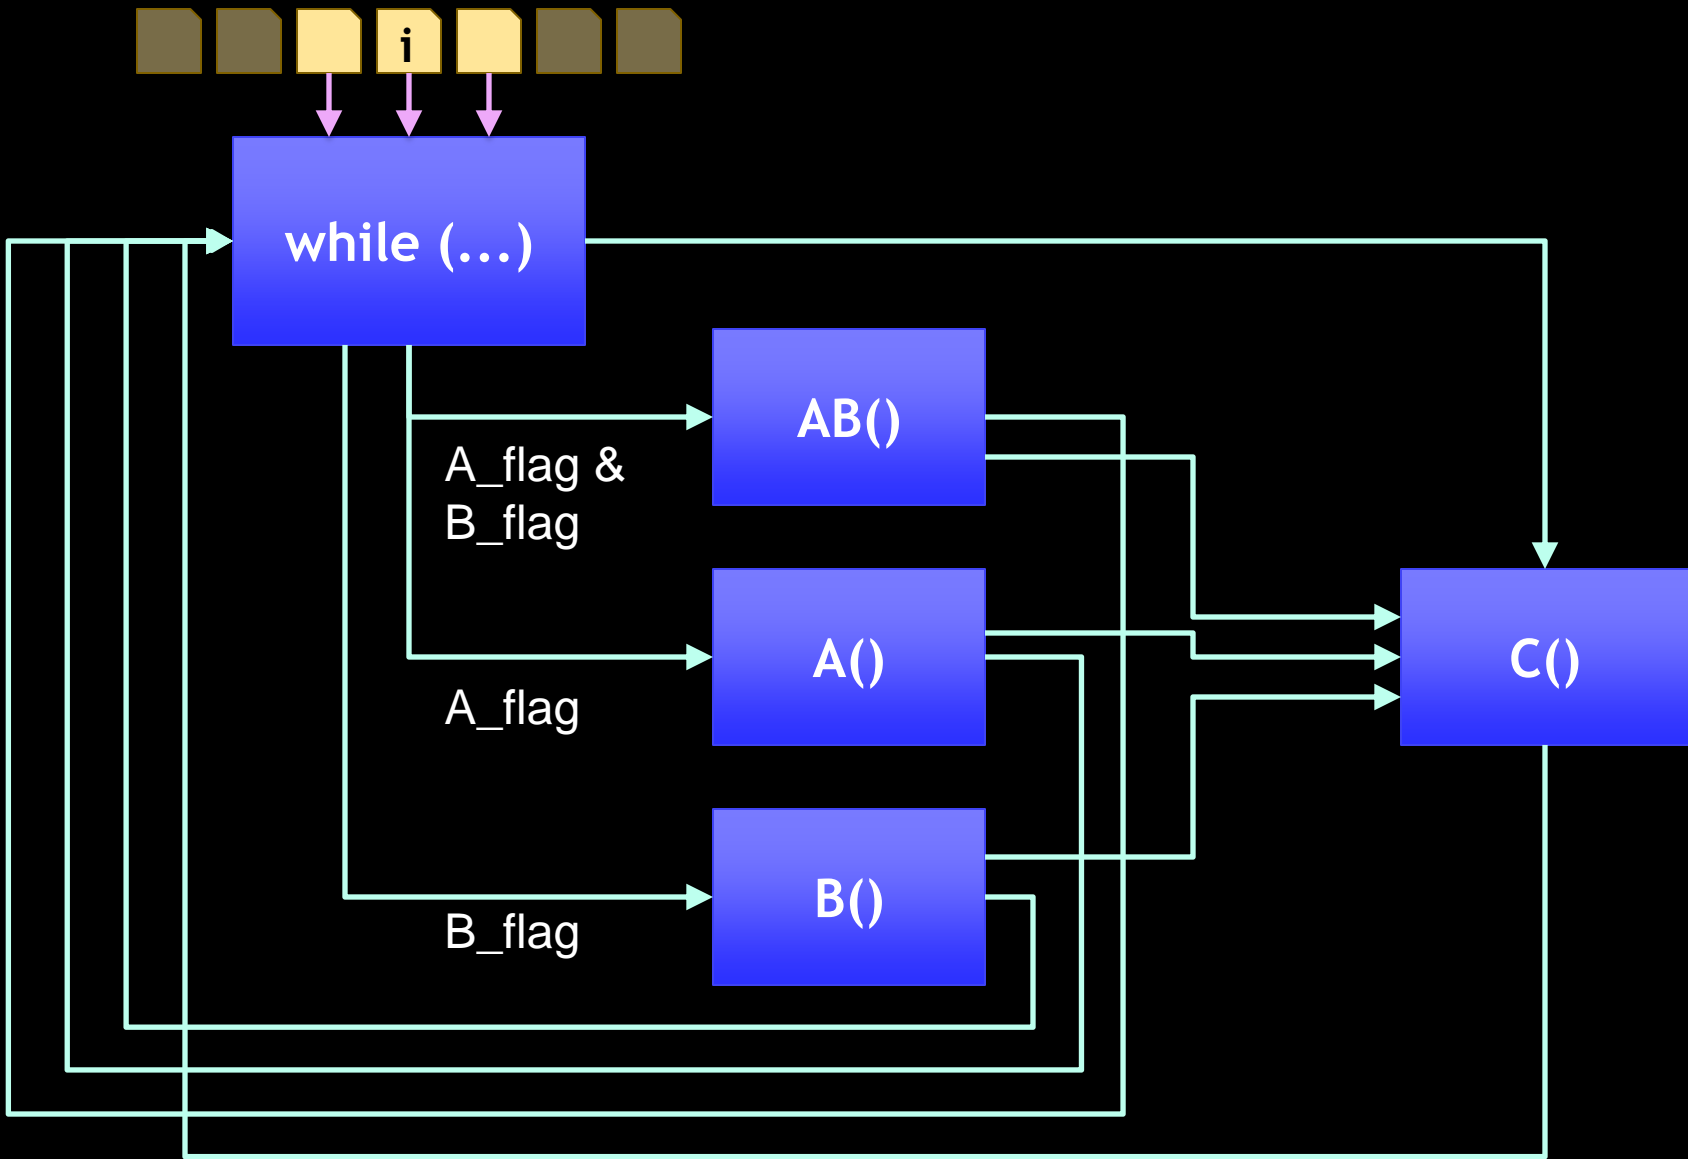 i
while (...)
AB()
A_flag &
B_flag
A()
C()
A_flag
B()
B_flag